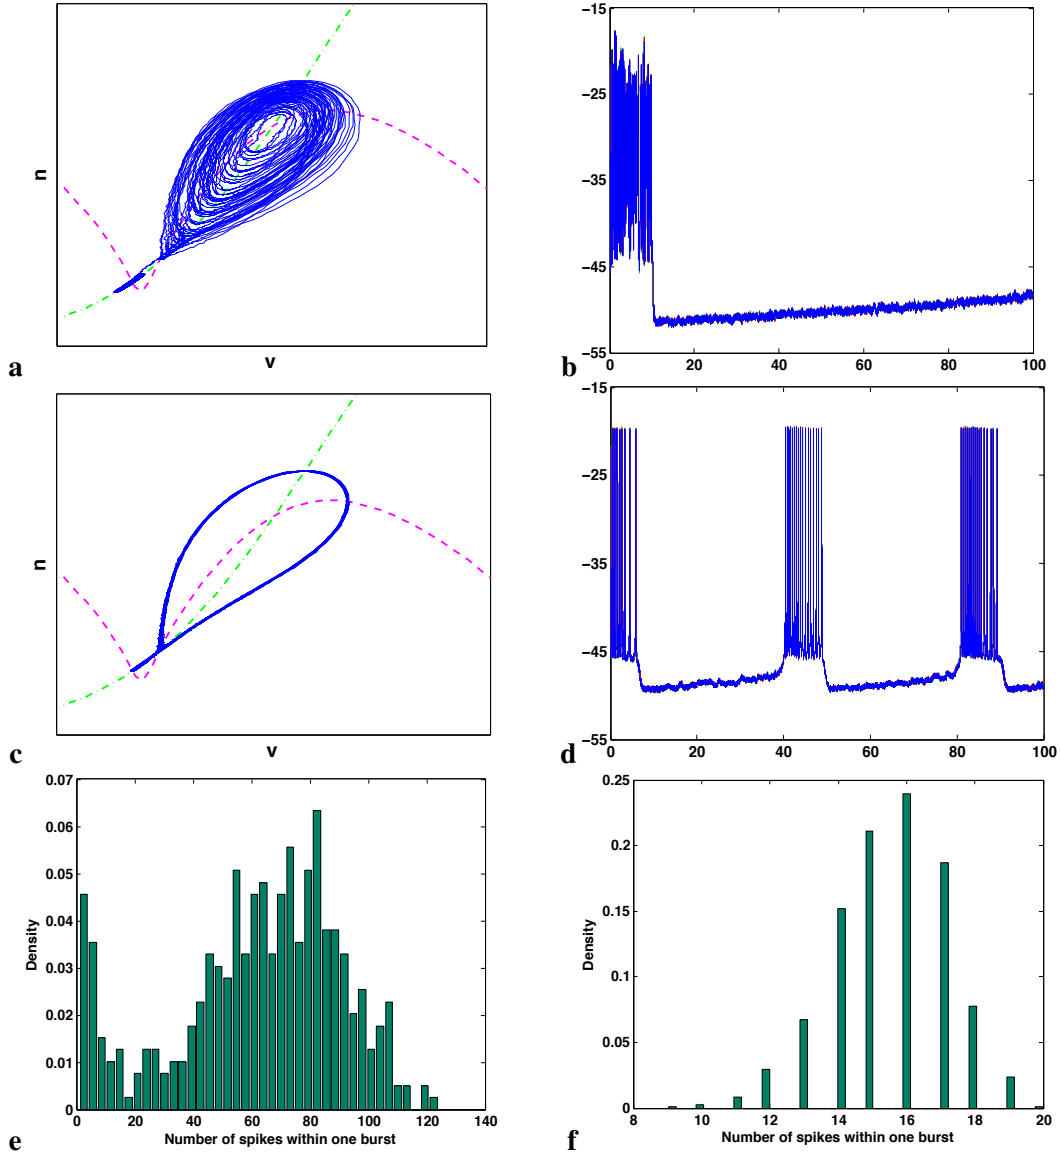 n
v
a
−15
−25
−35
−45
−55
0 20 40 60 80 100
b
n
v
c
−15
−25
−35
−45
−55
0 20 40 60 80 100
d
0.07
0.06
0.05
0.04
0.03
0.02
0.01
0
Density
0 20 40 60 80 100 120 140
Number of spikes within one burst
e
0.25
0.2
0.15
0.1
0.05
0
Density
8 10 12 14 16 18 20
Number of spikes within one burst
f